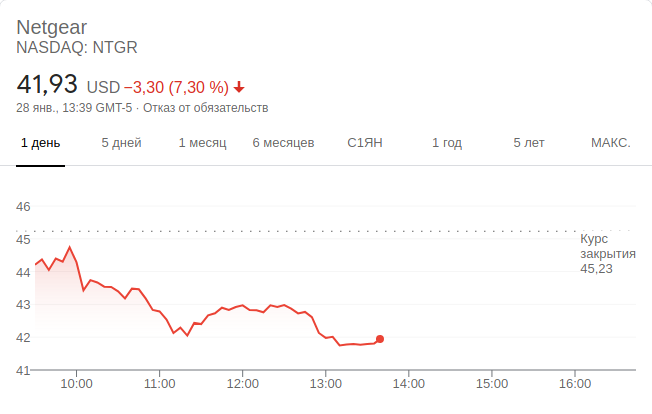 Netgear
NASDAQ: NTGR
41,93 USD −3,30 (7,30 %)
28 янв., 13:39 GMT-5 · Отказ от обязательств
1 день 5 дней 1 месяц 6 месяцев С1ЯН 1 год 5 лет МАКС.
46
45
Курс
закрытия
45,23
44
43
42
41
10:00 11:00 12:00 13:00 14:00 15:00 16:00